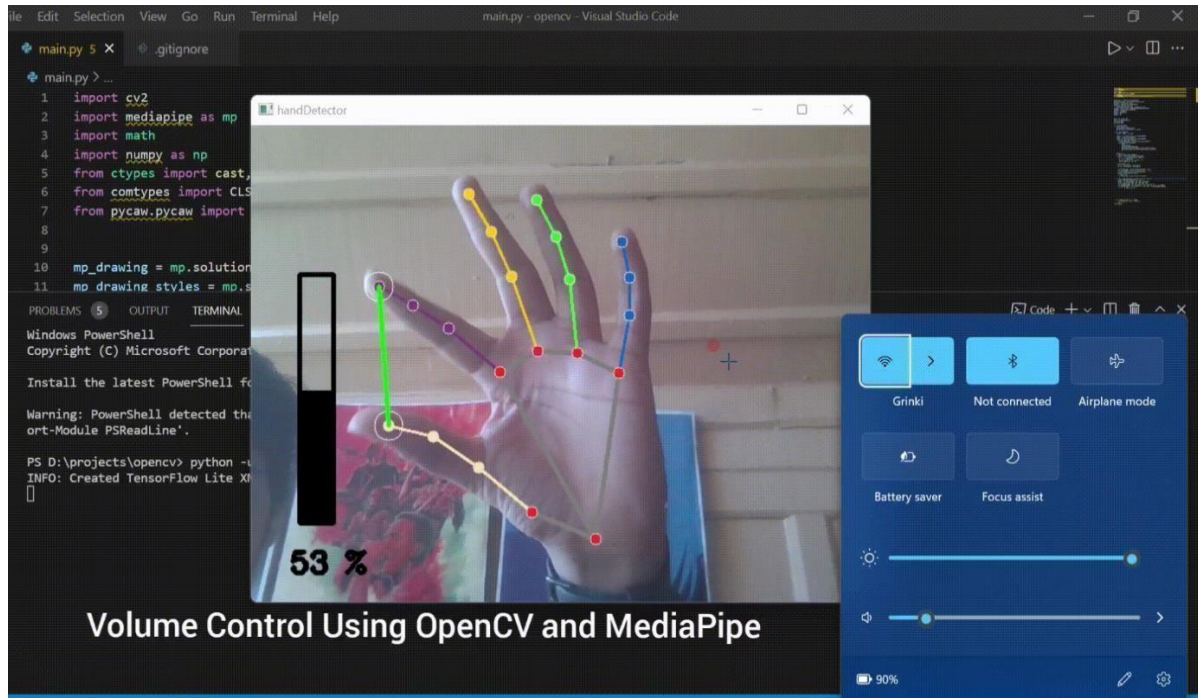 ile Edit Selection View Go Run Terminal Help main.py - opencv - Visual Studio Code
main.py 5 .gitignore
main.py > ...
1 import cv2
2 import mediapipe as mp
3 import math
4 import numpy as np
5 from ctypes import cast,
6 from comtypes import CLS
7 from pycaw.pycaw import
8
9
10 mp_drawing = mp.solution
11 mp_drawing_styles = mp.s
handDetector
53 %
PROBLEMS 5 OUTPUT TERMINAL
Code
Windows PowerShell
Copyright (C) Microsoft Corporat
Install the latest PowerShell fo
Warning: PowerShell detected tha
ort-Module PSReadLine'.
PS D:\projects\opencv> python -u
INFO: Created TensorFlow Lite XN
Grinki Not connected Airplane mode
Battery saver Focus assist
90%
Volume Control Using OpenCV and MediaPipe